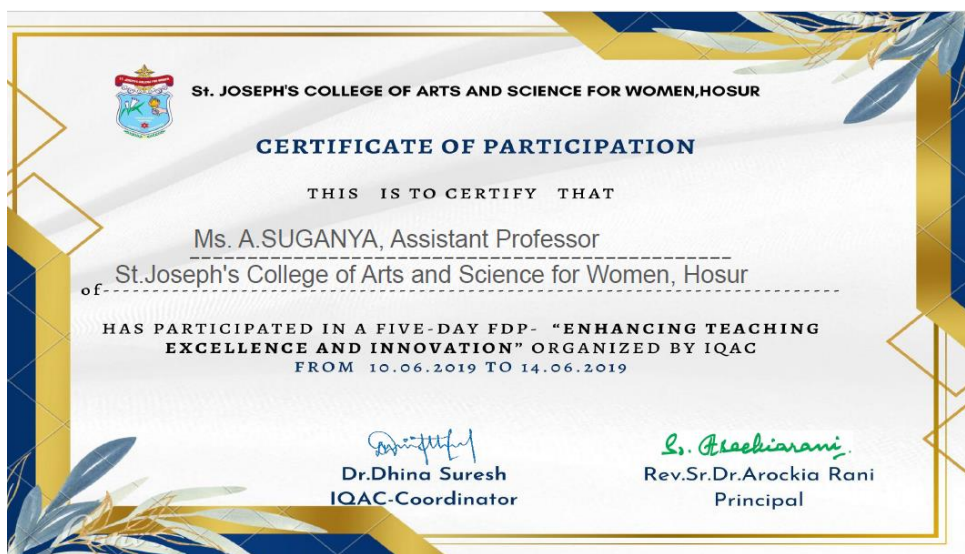 St. JOSEPH'S COLLEGE OF ARTS AND SCIENCE FOR WOMEN,HOSUR
CERTIFICATE OF PARTICIPATION
THIS IS TO CERTIFY THAT
Ms. A.SUGANYA, Assistant Professor
of St.Joseph's College of Arts and Science for Women, Hosur
HAS PARTICIPATED IN A FIVE-DAY FDP- “ENHANCING TEACHING
EXCELLENCE AND INNOVATION” ORGANIZED BY IQAC
FROM 10.06.2019 TO 14.06.2019
Dr.Dhina Suresh
IQAC-Coordinator
Rev.Sr.Dr.Arockia Rani
Principal